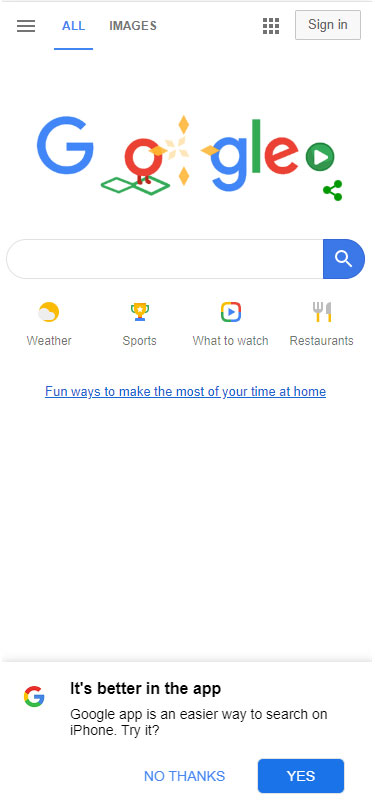 ALL IMAGES Sign in
Google
Weather Sports What to watch Restaurants
Fun ways to make the most of your time at home
It's better in the app
Google app is an easier way to search on
iPhone. Try it?
NO THANKS YES